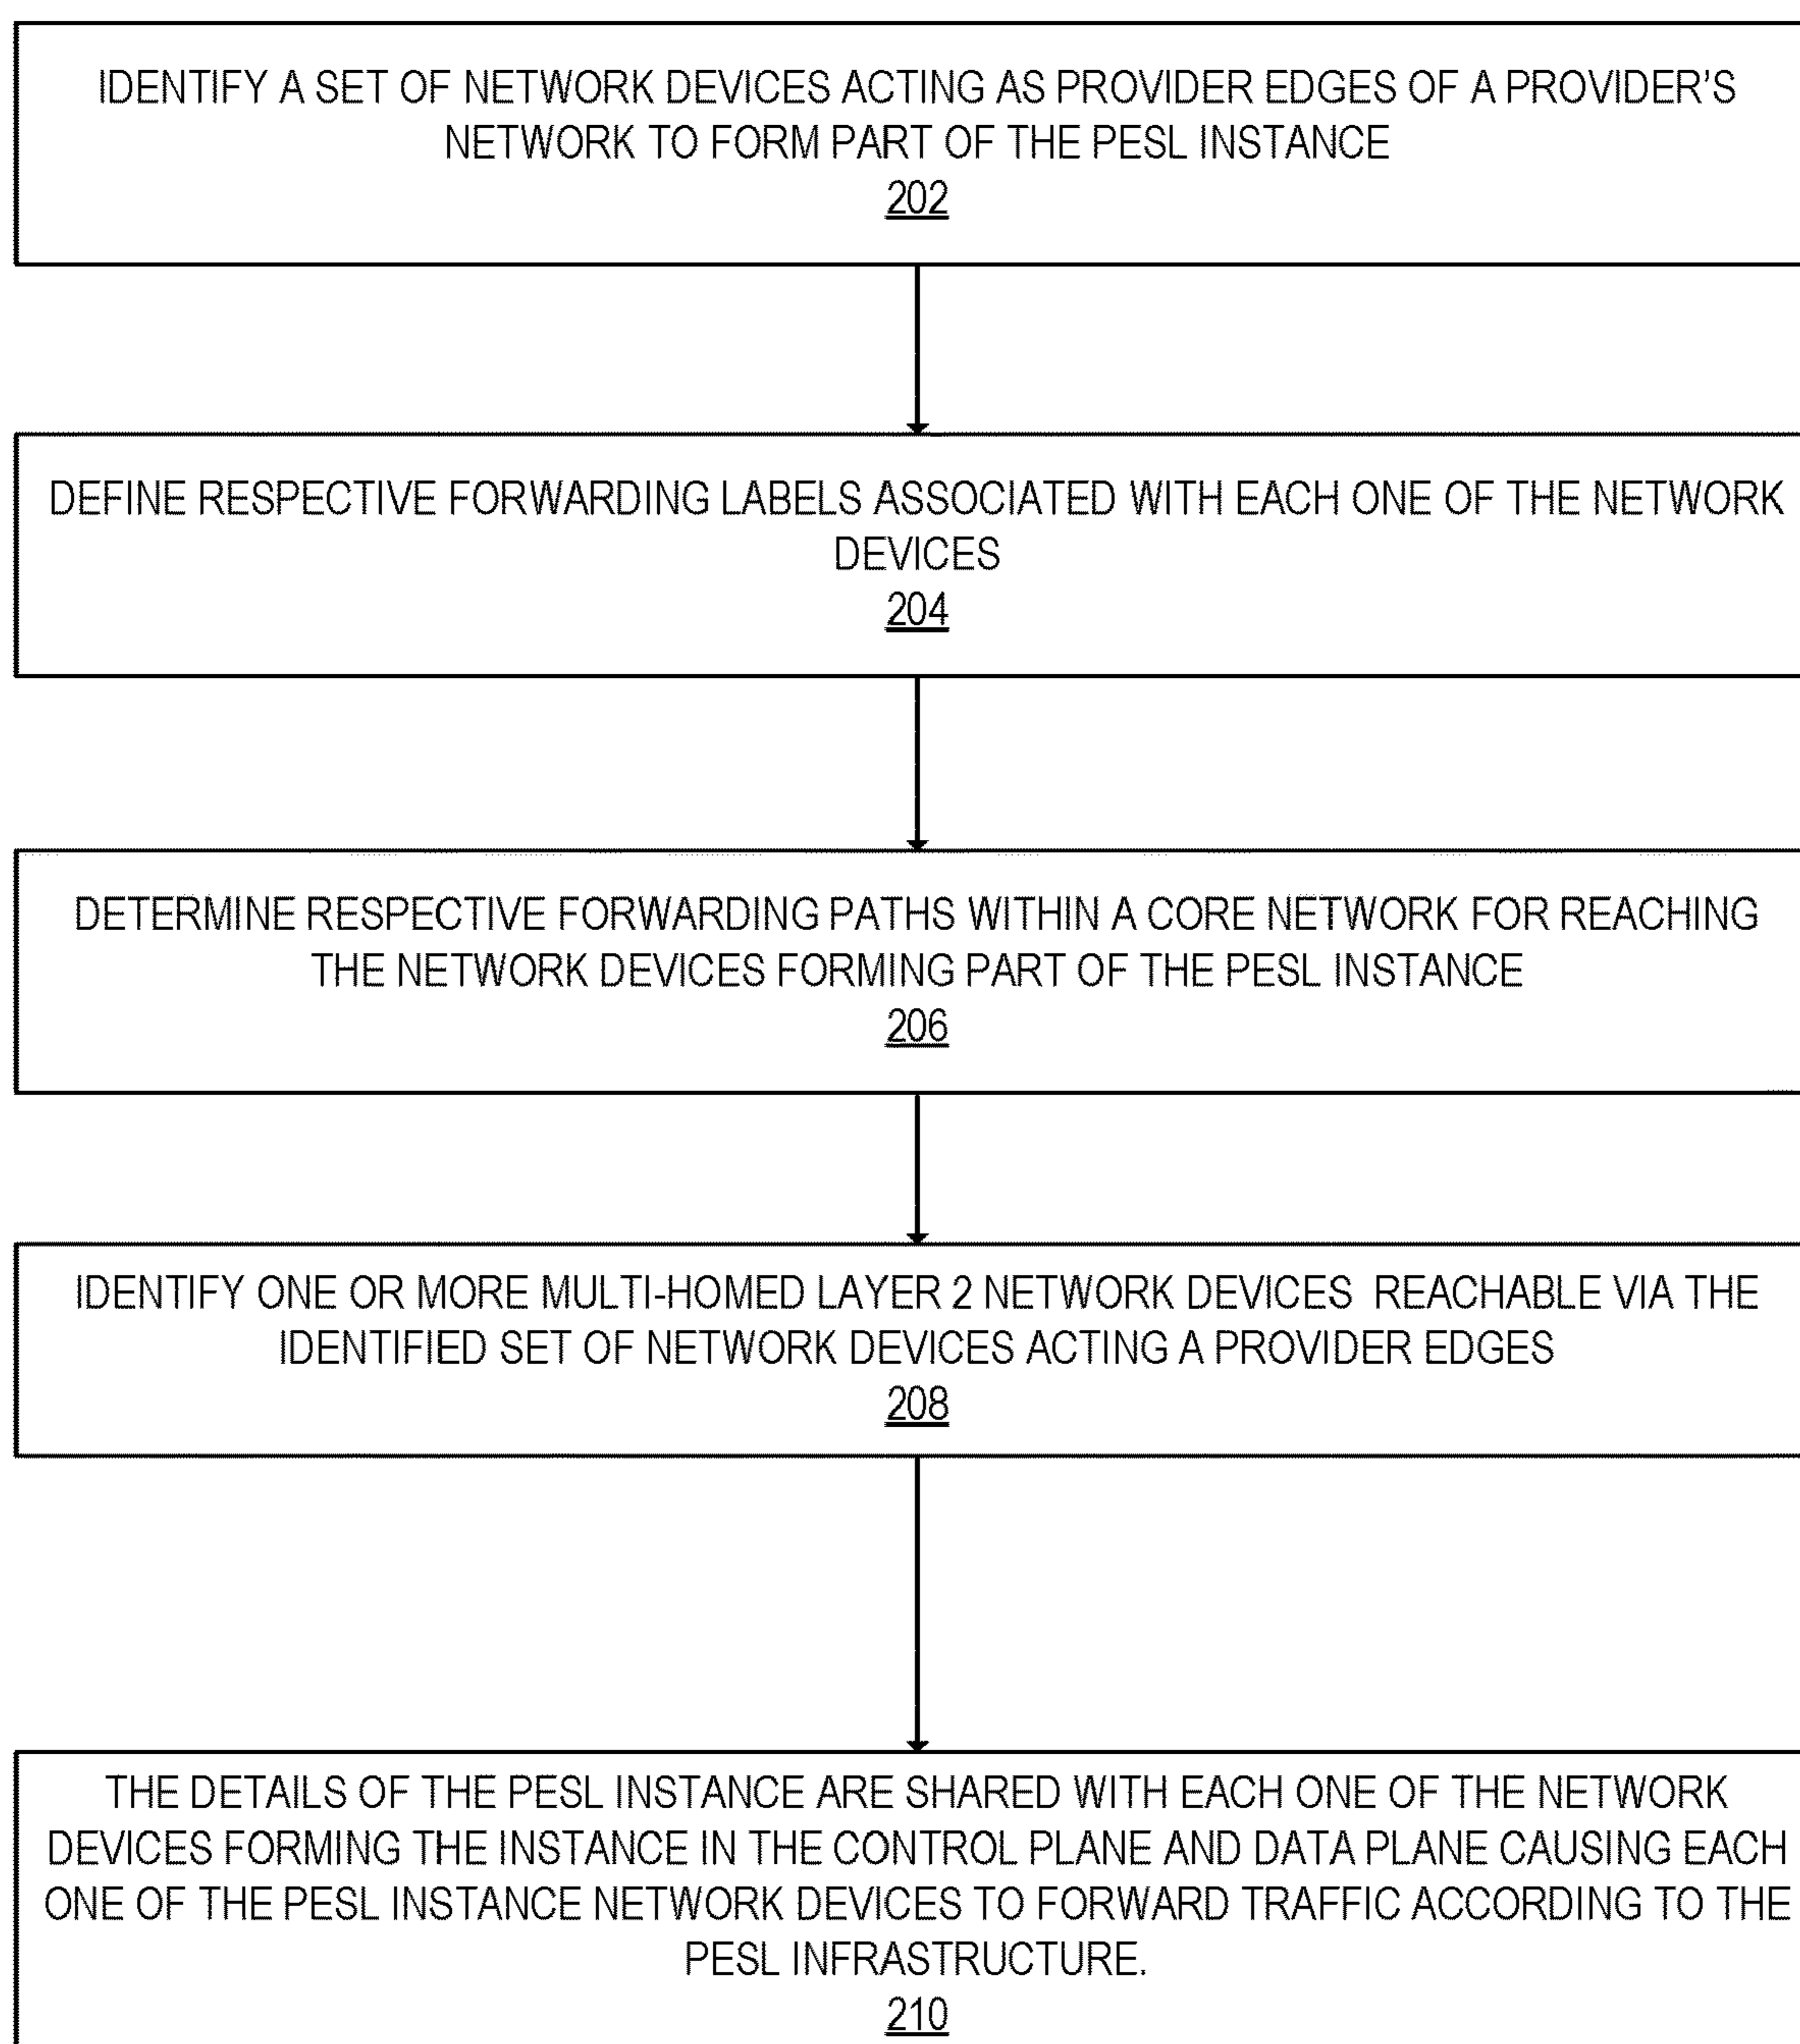 IDENTIFY A SET OF NETWORK DEVICES ACTING AS PROVIDER EDGES OF A PROVIDER'S
NETWORK TO FORM PART OF THE PESL INSTANCE
202
DEFINE RESPECTIVE FORWARDING LABELS ASSOCIATED WITH EACH ONE OF THE NETWORK
DEVICES
204
DETERMINE RESPECTIVE FORWARDING PATHS WITHIN A CORE NETWORK FOR REACHING
THE NETWORK DEVICES FORMING PART OF THE PESL INSTANCE
206
IDENTIFY ONE OR MORE MULTI-HOMED LAYER 2 NETWORK DEVICES REACHABLE VIA THE
IDENTIFIED SET OF NETWORK DEVICES ACTING A PROVIDER EDGES
208
THE DETAILS OF THE PESL INSTANCE ARE SHARED WITH EACH ONE OF THE NETWORK
DEVICES FORMING THE INSTANCE IN THE CONTROL PLANE AND DATA PLANE CAUSING EACH
ONE OF THE PESL INSTANCE NETWORK DEVICES TO FORWARD TRAFFIC ACCORDING TO THE
PESL INFRASTRUCTURE.
210